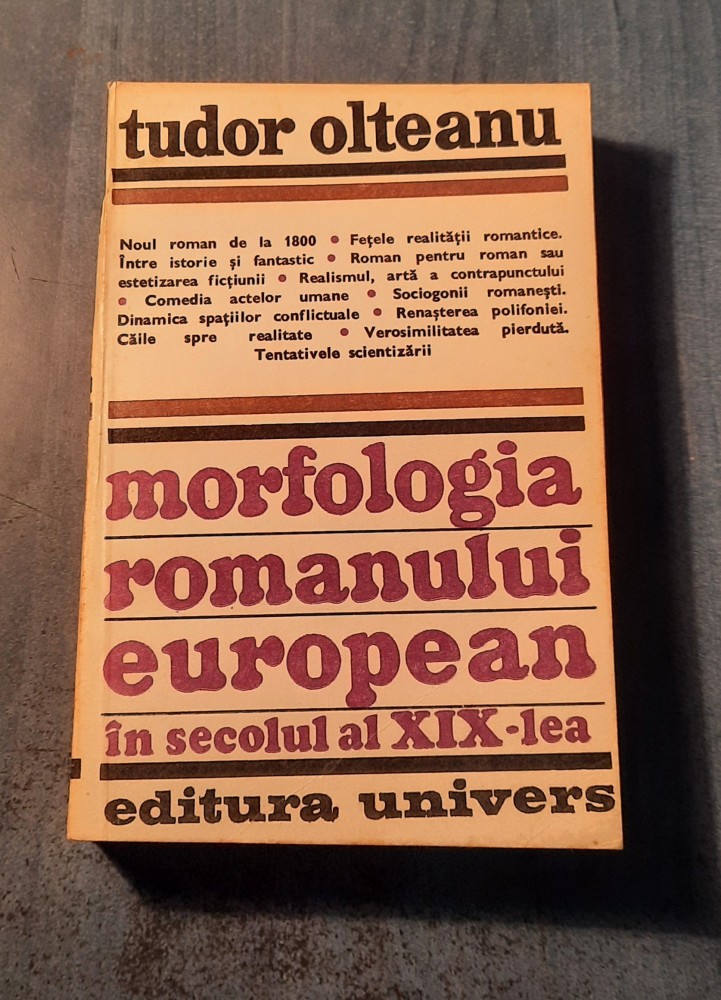 tudor olteanu
Noul roman de la 1800 • Fețele realității romantice.
Între istorie și fantastic • Roman pentru roman sau
estetizarea ficțiunii • Realismul, artă a contrapunctului
• Comedia actelor umane • Sociogonii romanești.
Dinamica spațiilor conflictuale • Renașterea polifoniei.
Căile spre realitate • Verosimilitatea pierdută.
Tentativele scientizării
morfologia
romanului
european
în secolul al XIX-lea
editura univers